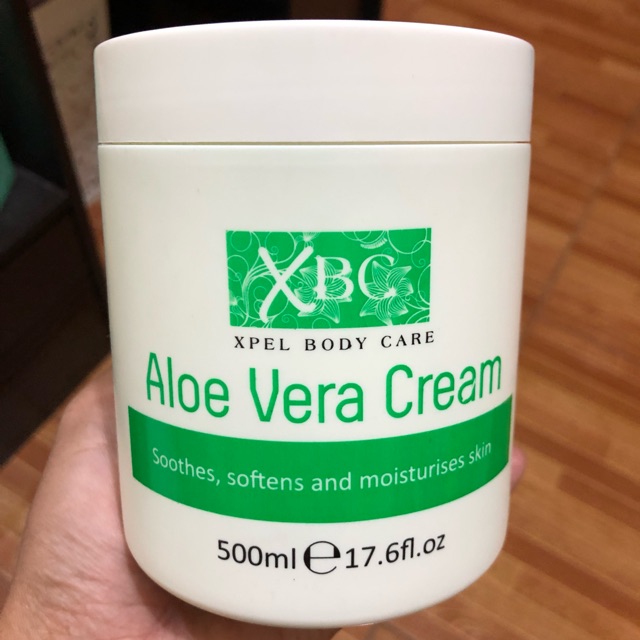 XBC
XPEL BODY CARE
Aloe Vera Cream
Soothes, softens and moisturises skin
500ml ℮ 17.6fl.oz